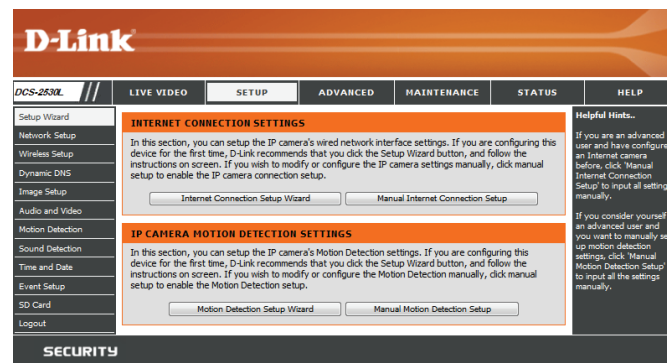 D-Link
DCS-2530L // LIVE VIDEO SETUP ADVANCED MAINTENANCE STATUS HELP
Setup Wizard
Network Setup
Wireless Setup
Dynamic DNS
Image Setup
Audio and Video
Motion Detection
Sound Detection
Time and Date
Event Setup
SD Card
Logout
INTERNET CONNECTION SETTINGS
In this section, you can setup the IP camera's wired network interface settings. If you are configuring this
device for the first time, D-Link recommends that you click the Setup Wizard button, and follow the
instructions on screen. If you wish to modify or configure the IP camera settings manually, click manual
setup to enable the IP camera connection setup.
Internet Connection Setup Wizard Manual Internet Connection Setup
IP CAMERA MOTION DETECTION SETTINGS
In this section, you can setup the IP camera's Motion Detection settings. If you are configuring this
device for the first time, D-Link recommends that you click the Setup Wizard button, and follow the
instructions on screen. If you wish to modify or configure the Motion Detection manually, click manual
setup to enable the Motion Detection setup.
Motion Detection Setup Wizard Manual Motion Detection Setup
Helpful Hints..
If you are an advanced
user and have configure
an Internet camera
before, click 'Manual
Internet Connection
Setup' to input all setting
manually.
If you consider yourself
an advanced user and
you want to manually se
up motion detection
settings, click 'Manual
Motion Detection Setup'
to input all the settings
manually.
SECURITY